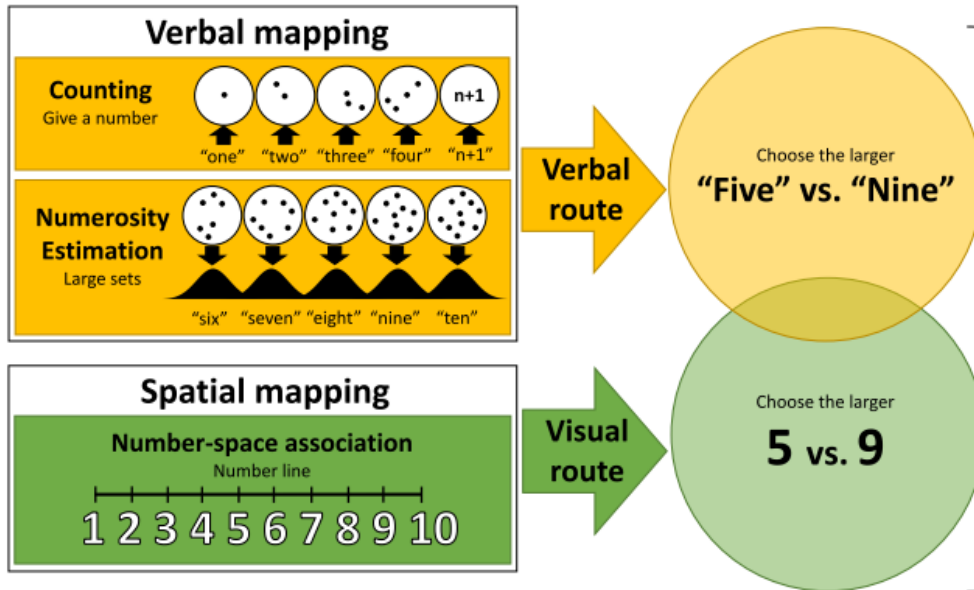 Verbal mapping
Counting
Give a number
n+1
“one” “two” “three” “four” “n+1”
Numerosity
Estimation
Large sets
“six” “seven” “eight” “nine” “ten”
Verbal
route
Choose the larger
“Five” vs. “Nine”
Spatial mapping
Number-space association
Number line
1 2 3 4 5 6 7 8 9 10
Visual
route
Choose the larger
5 vs. 9